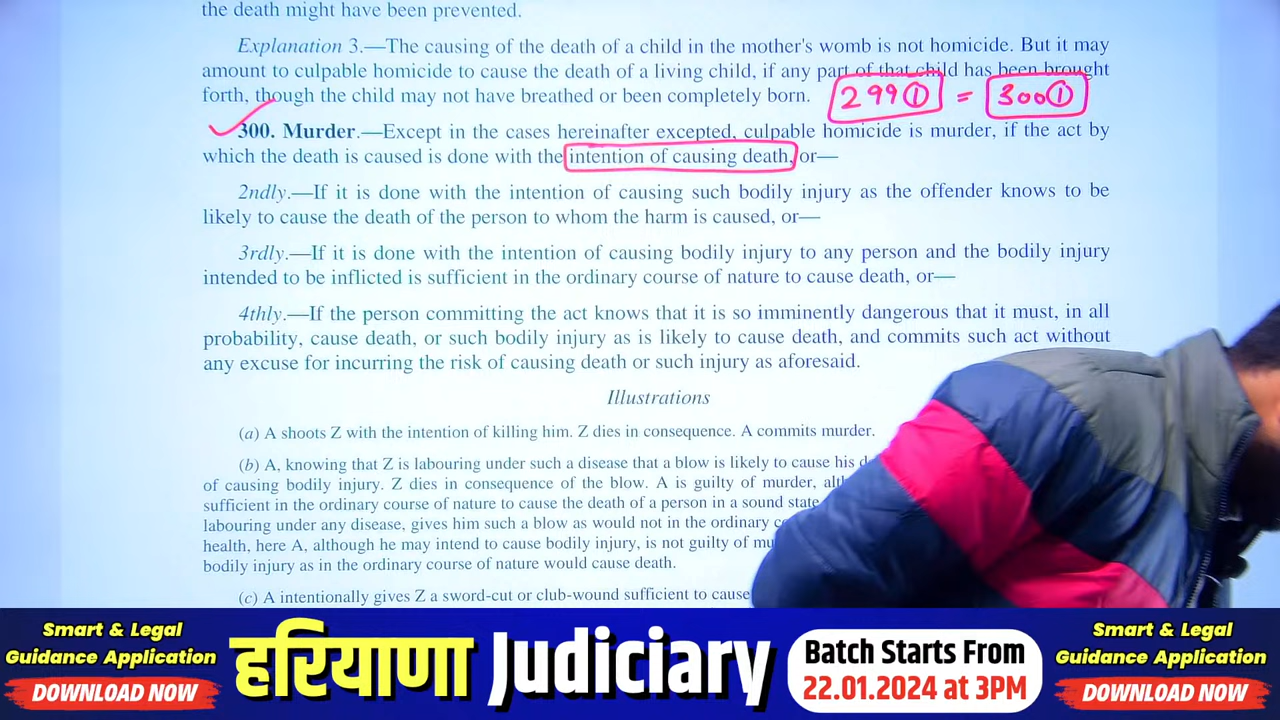 the death might have been prevented.
Explanation 3.—The causing of the death of a child in the mother's womb is not homicide. But it may
amount to culpable homicide to cause the death of a living child, if any part of that child has been brought
forth, though the child may not have breathed or been completely born.
299 ① = 300 ①
300. Murder.—Except in the cases hereinafter excepted, culpable homicide is murder, if the act by
which the death is caused is done with the intention of causing death, or—
2ndly.—If it is done with the intention of causing such bodily injury as the offender knows to be
likely to cause the death of the person to whom the harm is caused, or—
3rdly.—If it is done with the intention of causing bodily injury to any person and the bodily injury
intended to be inflicted is sufficient in the ordinary course of nature to cause death, or—
4thly.—If the person committing the act knows that it is so imminently dangerous that it must, in all
probability, cause death, or such bodily injury as is likely to cause death, and commits such act without
any excuse for incurring the risk of causing death or such injury as aforesaid.
Illustrations
(a) A shoots Z with the intention of killing him. Z dies in consequence. A commits murder.
(b) A, knowing that Z is labouring under such a disease that a blow is likely to cause his
of causing bodily injury. Z dies in consequence of the blow. A is guilty of murder,
sufficient in the ordinary course of nature to cause the death of a person in a sound state
labouring under any disease, gives him such a blow as would not in the ordinary
health, here A, although he may intend to cause bodily injury, is not guilty of
bodily injury as in the ordinary course of nature would cause death.
(c) A intentionally gives Z a sword-cut or club-wound sufficient to cause
Smart & Legal
Guidance Application
DOWNLOAD NOW
हरियाणा Judiciary
Batch Starts From
22.01.2024 at 3PM
Smart & Legal
Guidance Application
DOWNLOAD NOW